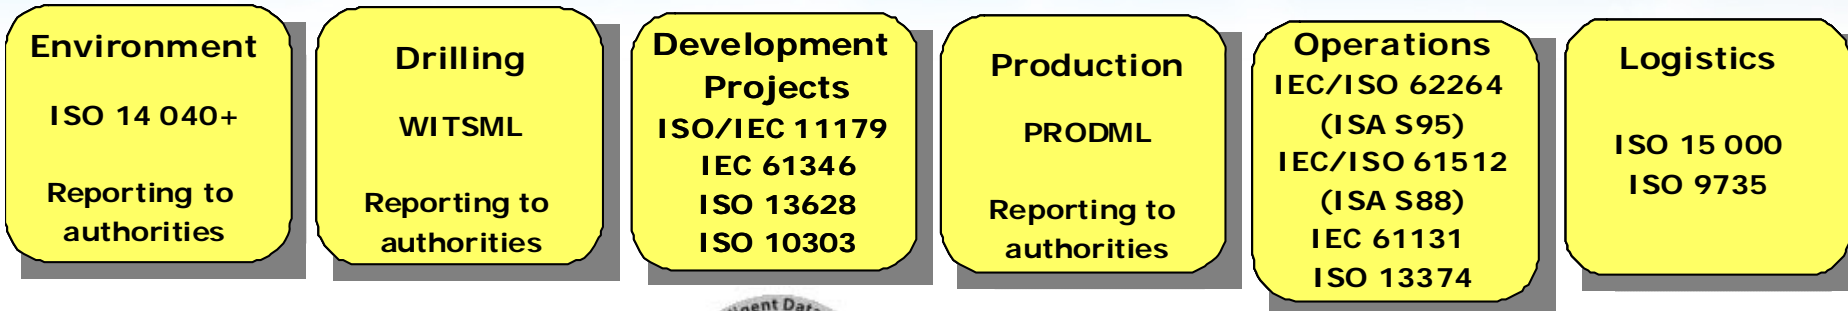 Environment
ISO 14 040+
Reporting to
authorities
Drilling
WITSML
Reporting to
authorities
Development
Projects
ISO/IEC 11179
IEC 61346
ISO 13628
ISO 10303
Production
PRODML
Reporting to
authorities
Operations
IEC/ISO 62264
(ISA S95)
IEC/ISO 61512
(ISA S88)
IEC 61131
ISO 13374
Logistics
ISO 15 000
ISO 9735